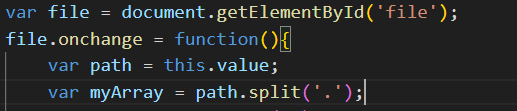 var file = document.getElementById('file');
file.onchange = function(){
    var path = this.value;
    var myArray = path.split('.');